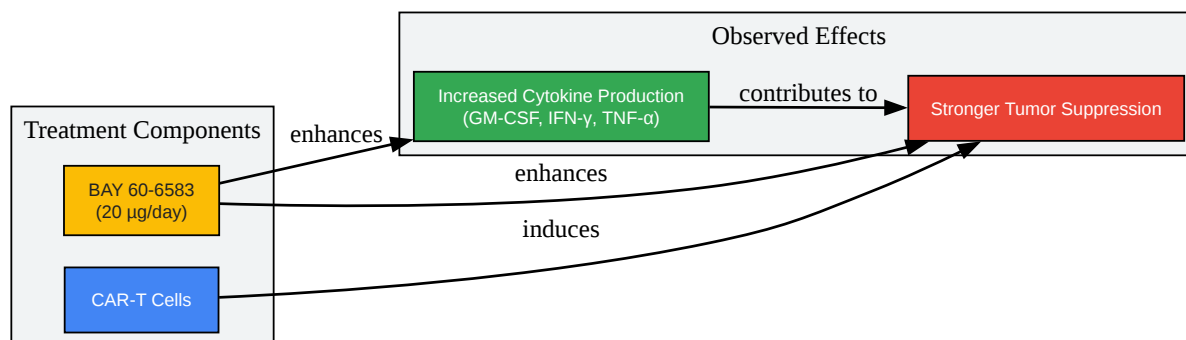 Observed Effects
Increased Cytokine Production
(GM-CSF, IFN-γ, TNF-α)
contributes to
Stronger Tumor Suppression
Treatment Components
enhances
BAY 60-6583
(20 µg/day)
enhances
induces
CAR-T Cells